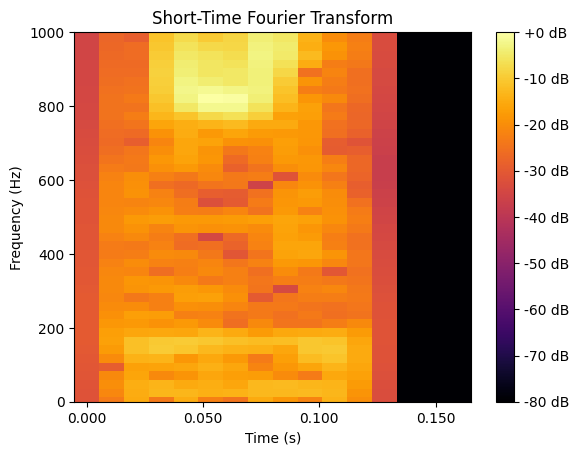 Short-Time Fourier Transform
Frequency (Hz)
1000
800
600
400
200
0
0.000
0.050
0.100
0.150
Time (s)
+0 dB
-10 dB
-20 dB
-30 dB
-40 dB
-50 dB
-60 dB
-70 dB
-80 dB